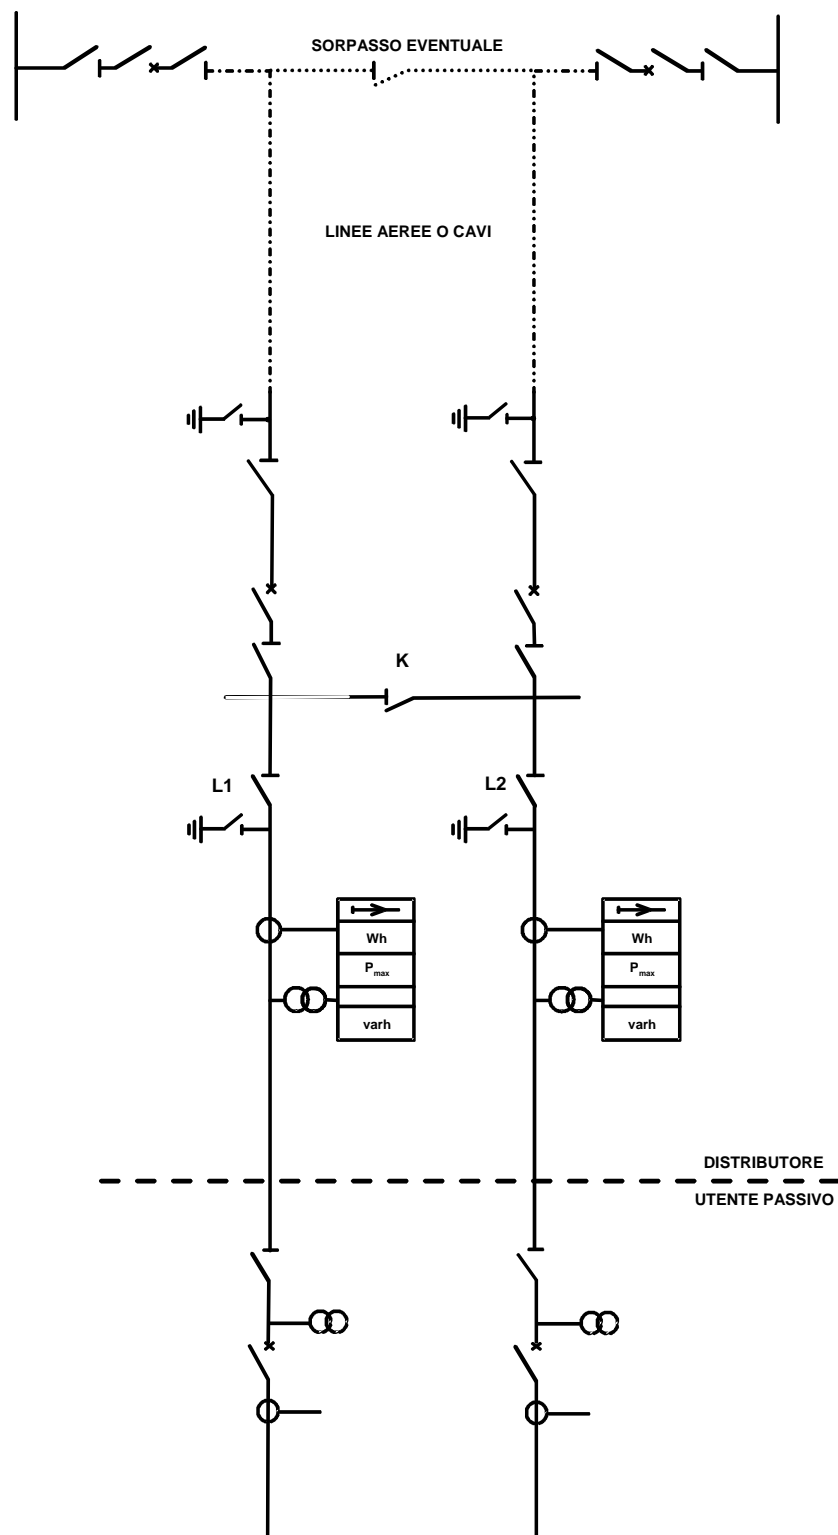 SORPASSO EVENTUALE
LINEE AEREE O CAVI
K
L1
L2
Wh
Pmax
varh
Wh
Pmax
varh
DISTRIBUTORE
UTENTE PASSIVO